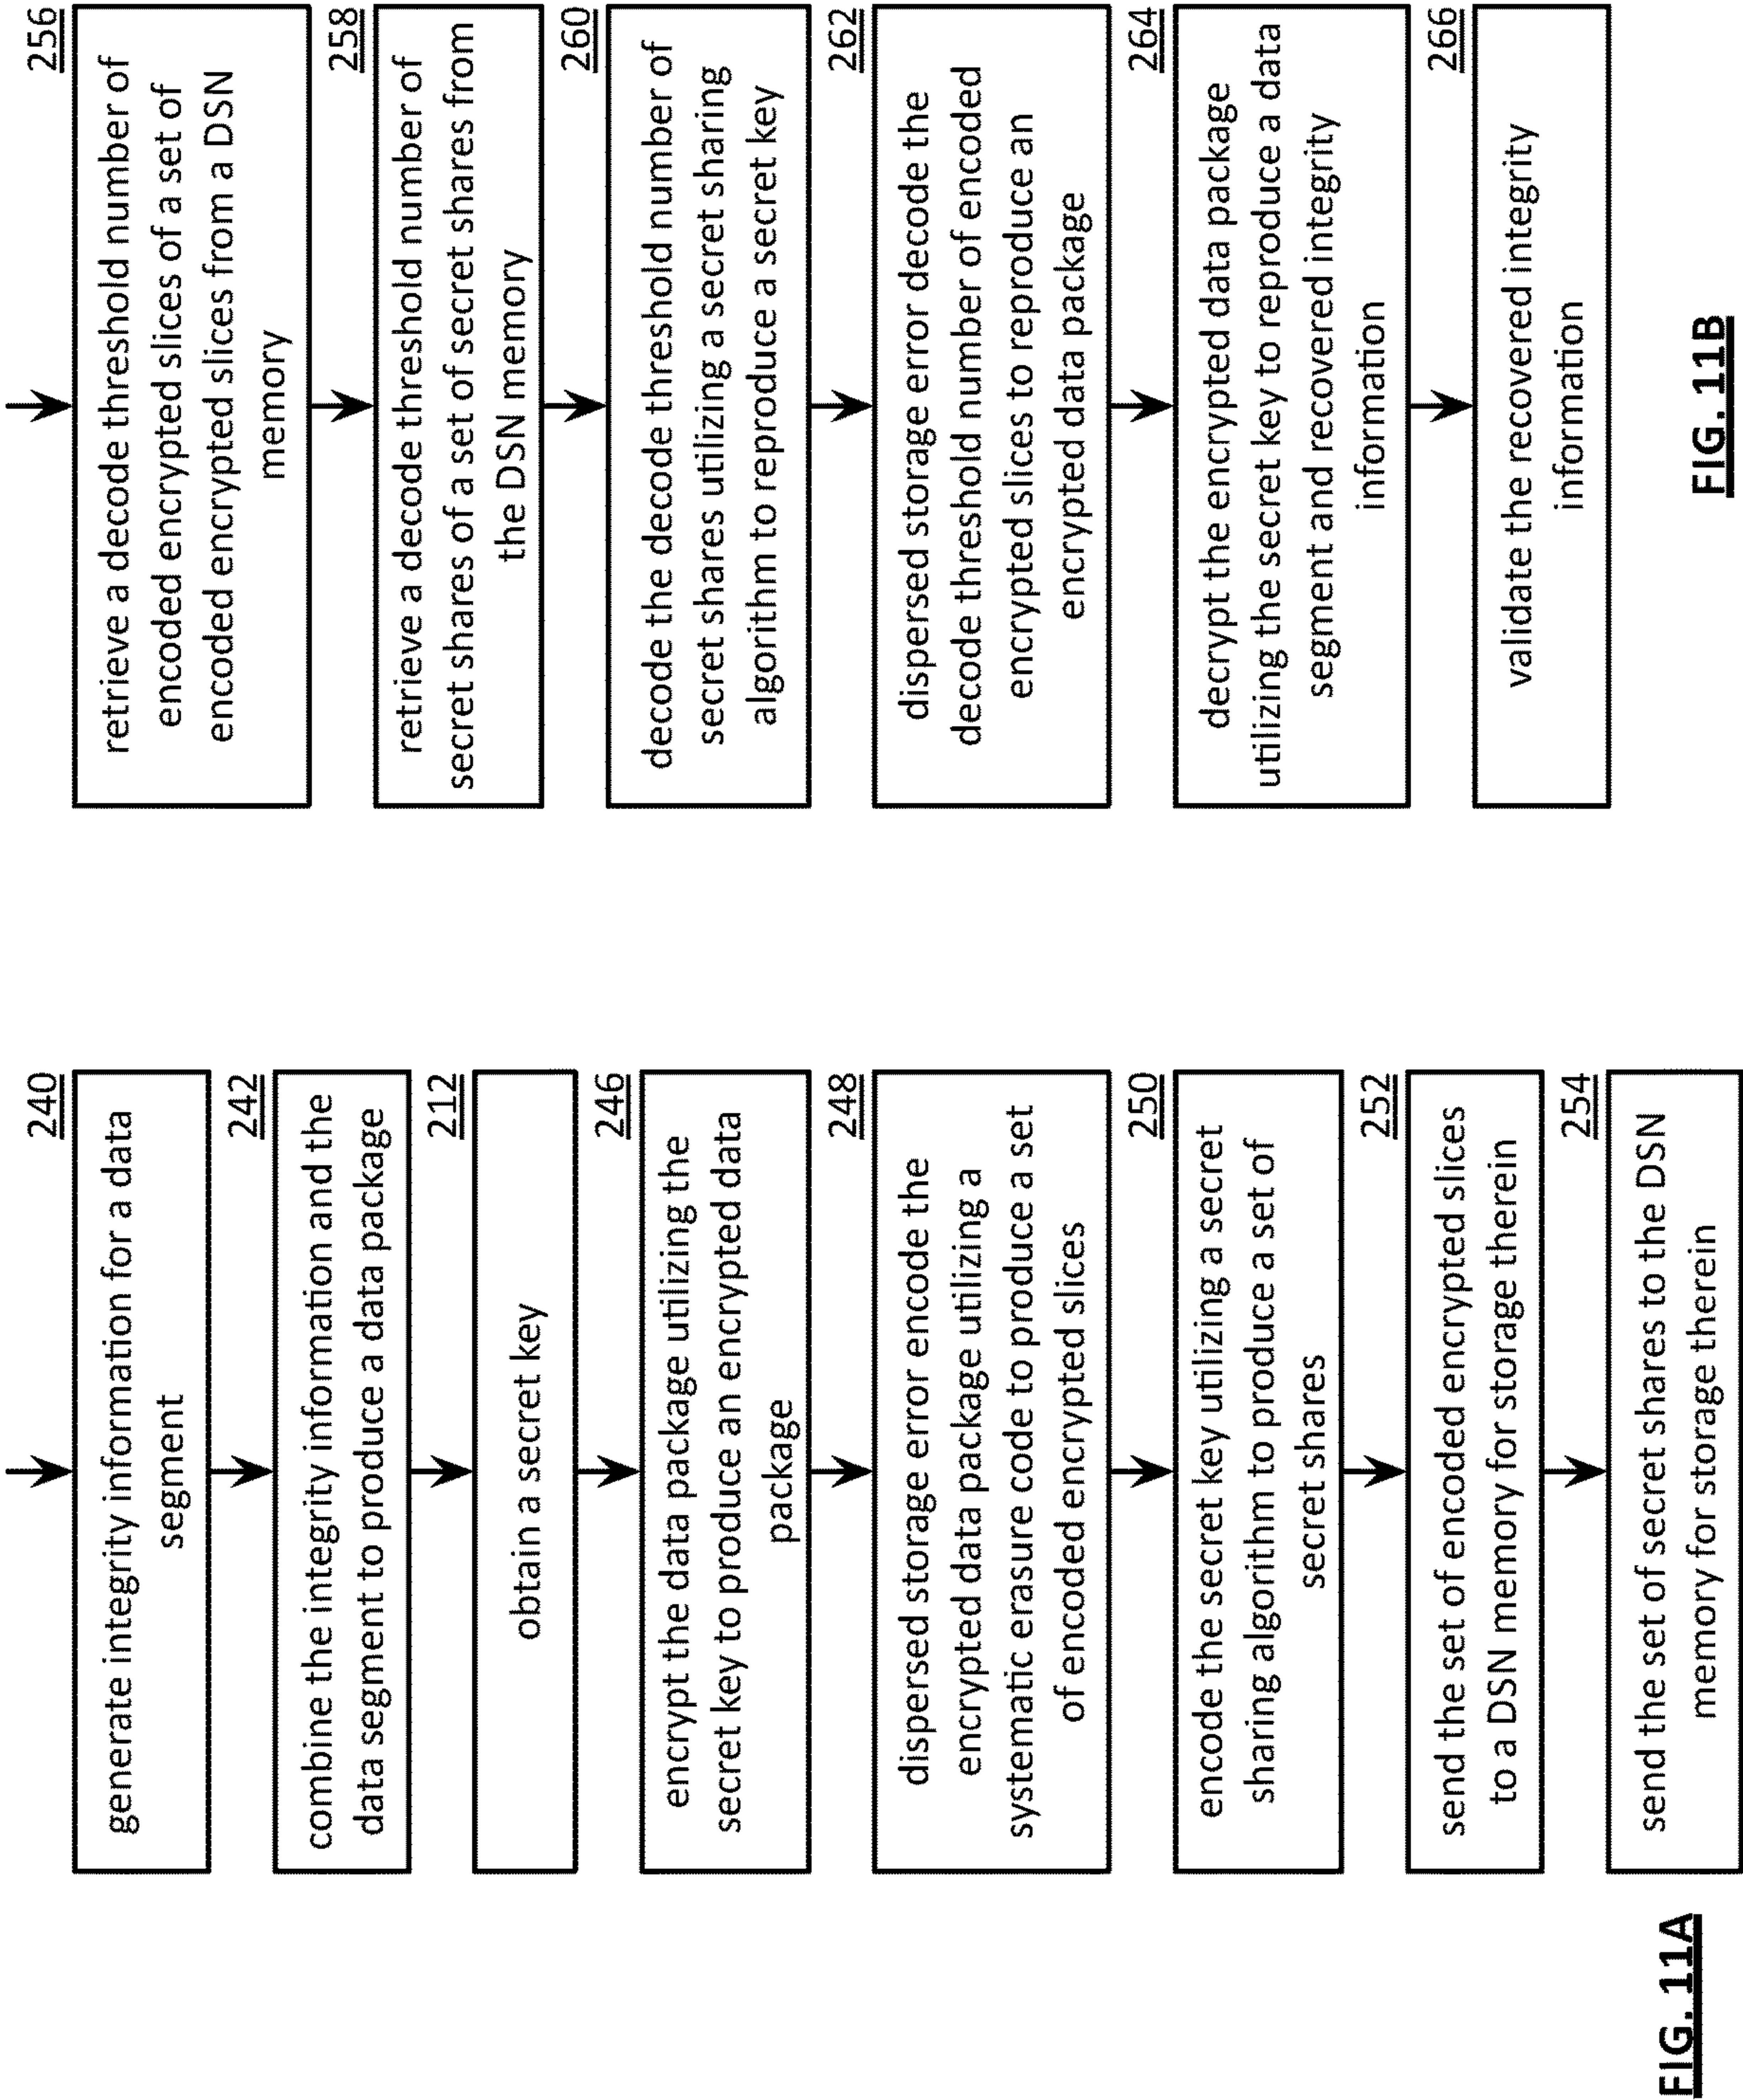 240
generate integrity information for a data
segment
242
combine the integrity information and the
data segment to produce a data package
212
obtain a secret key
246
encrypt the data package utilizing the
secret key to produce an encrypted data
package
248
dispersed storage error encode the
encrypted data package utilizing a
systematic erasure code to produce a set
of encoded encrypted slices
250
encode the secret key utilizing a secret
sharing algorithm to produce a set of
secret shares
252
send the set of encoded encrypted slices
to a DSN memory for storage therein
254
send the set of secret shares to the DSN
memory for storage therein
FIG. 11A
256
retrieve a decode threshold number of
encoded encrypted slices of a set of
encoded encrypted slices from a DSN
memory
258
retrieve a decode threshold number of
secret shares of a set of secret shares from
the DSN memory
260
decode the decode threshold number of
secret shares utilizing a secret sharing
algorithm to reproduce a secret key
262
dispersed storage error decode the
decode threshold number of encoded
encrypted slices to reproduce an
encrypted data package
264
decrypt the encrypted data package
utilizing the secret key to reproduce a data
segment and recovered integrity
information
266
validate the recovered integrity
information
FIG. 11B